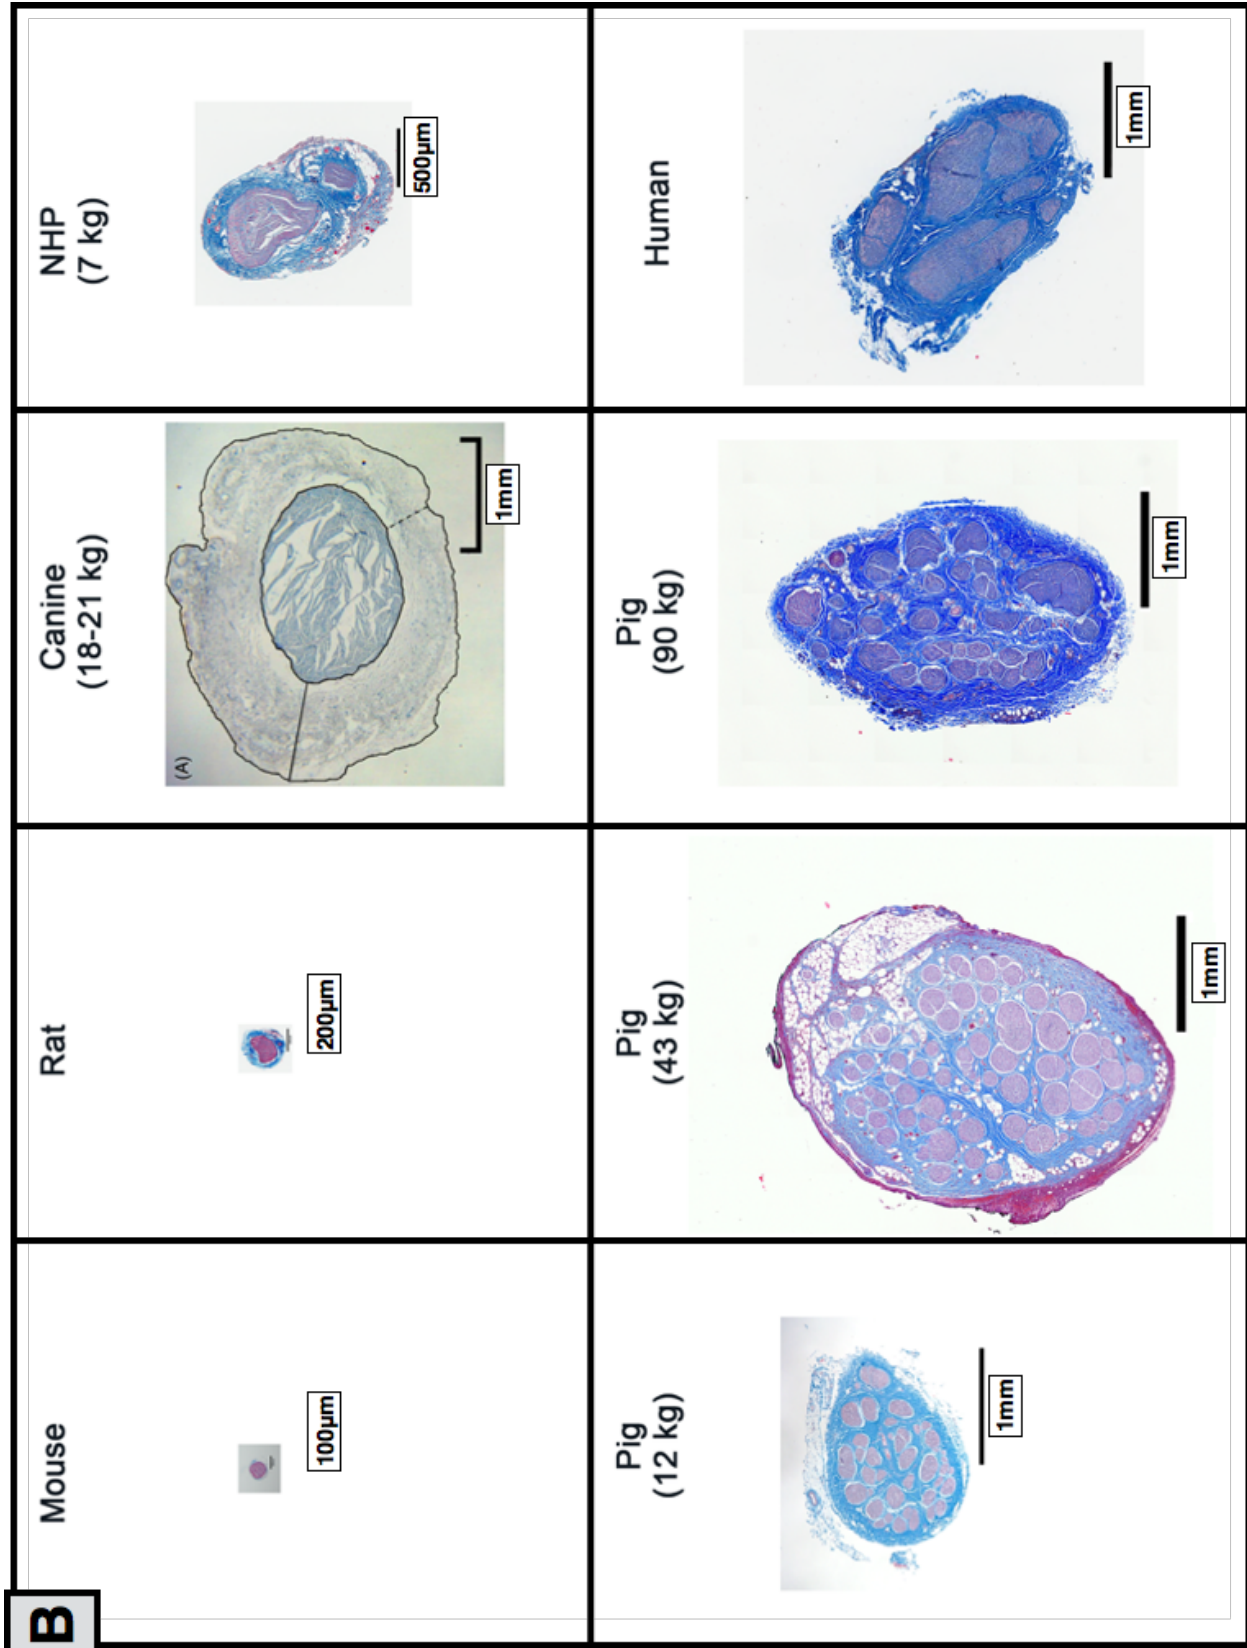 B
Mouse
100µm
Rat
200µm
Canine
(18-21 kg)
(A)
1mm
NHP
(7 kg)
500µm
Pig
(12 kg)
1mm
Pig
(43 kg)
1mm
Pig
(90 kg)
1mm
Human
1mm